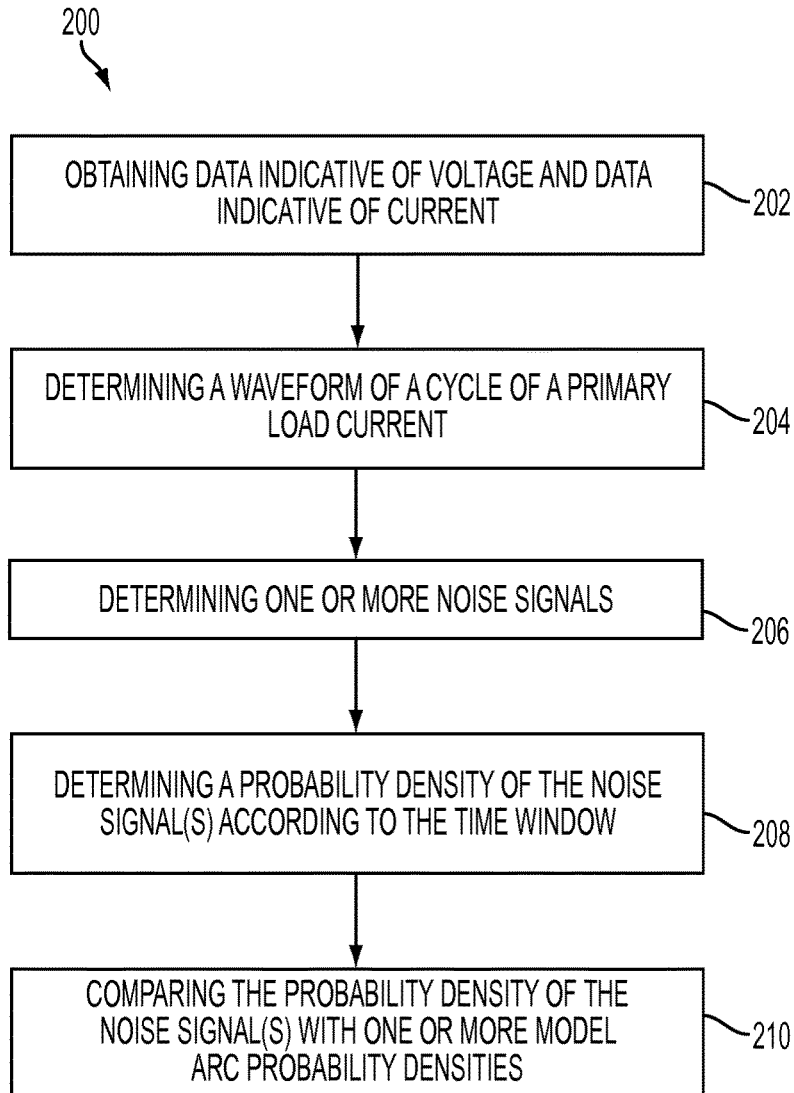 200
OBTAINING DATA INDICATIVE OF VOLTAGE AND DATA
INDICATIVE OF CURRENT
202
DETERMINING A WAVEFORM OF A CYCLE OF A PRIMARY
LOAD CURRENT
204
DETERMINING ONE OR MORE NOISE SIGNALS
206
DETERMINING A PROBABILITY DENSITY OF THE NOISE
SIGNAL(S) ACCORDING TO THE TIME WINDOW
208
COMPARING THE PROBABILITY DENSITY OF THE
NOISE SIGNAL(S) WITH ONE OR MORE MODEL
ARC PROBABILITY DENSITIES
210